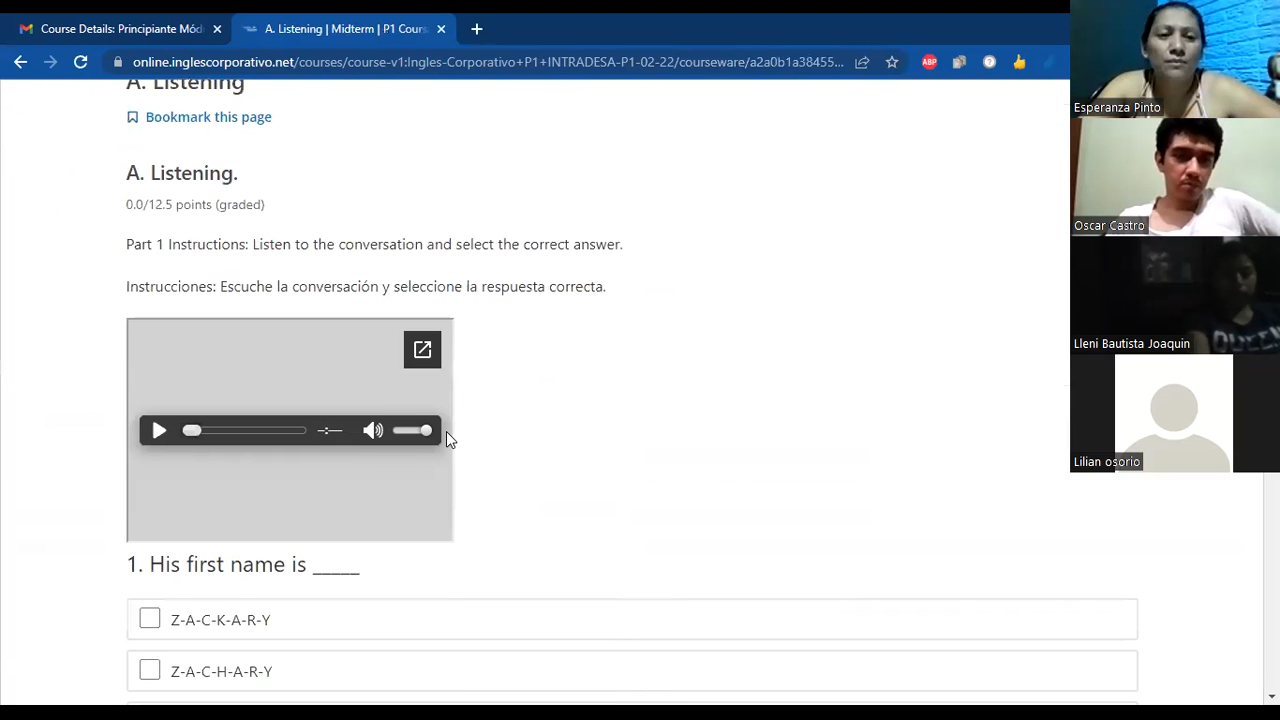 Course Details: Principiante Mód
A. Listening | Midterm | P1 Cours
online.inglescorporativo.net/courses/course-v1:Ingles-Corporativo+P1+INTRADESA-P1-02-22/courseware/a2a0b1a38455...
ABP
A. Listening
Bookmark this page
A. Listening.
0.0/12.5 points (graded)
Part 1 Instructions: Listen to the conversation and select the correct answer.
Instrucciones: Escuche la conversación y seleccione la respuesta correcta.
--:--
1. His first name is _____
Z-A-C-K-A-R-Y
Z-A-C-H-A-R-Y
Esperanza Pinto
Oscar Castro
Lleni Bautista Joaquin
Lilian osorio